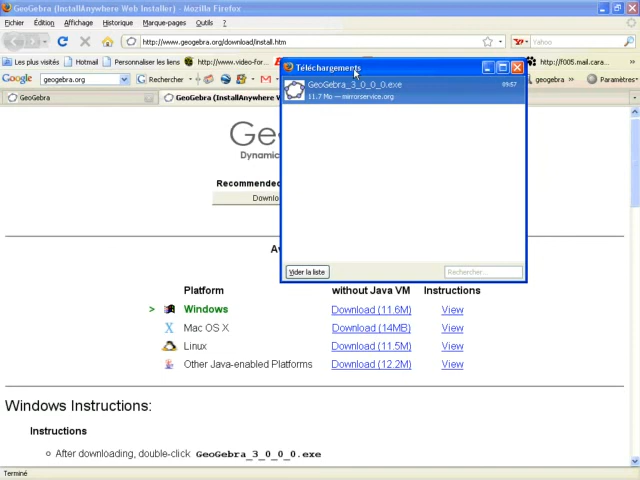 GeoGebra (InstallAnywhere Web Installer) - Mozilla Firefox
Fichier Édition Affichage Historique Marque-pages Outils ?
http://www.geogebra.org/download/install.htm
Yahoo
Les plus visités Hotmail Personnaliser les liens http://www.video-for... http://f005.mail.cara...
Google geogebra.org Rechercher geogebra Paramètres
GeoGebra GeoGebra (InstallAnywhere W
Téléchargements
GeoGebra_3_0_0_0.exe 09:57
11.7 Mo — mirrorservice.org
Vider la liste Rechercher...
Geo
Dynamic
Recommended
Downlo
Av
Platform without Java VM Instructions
> Windows Download (11.6M) View
Mac OS X Download (14MB) View
Linux Download (11.5M) View
Other Java-enabled Platforms Download (12.2M) View
Windows Instructions:
Instructions
After downloading, double-click GeoGebra_3_0_0_0.exe
Terminé